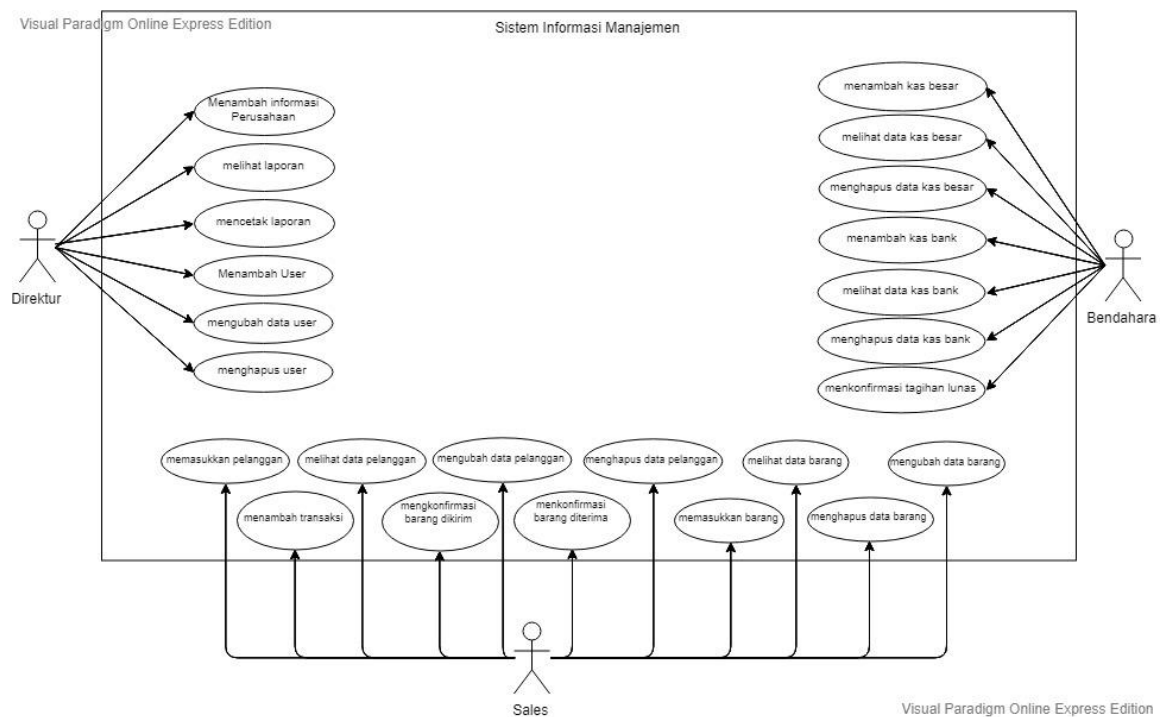 Visual Paradigm Online Express Edition
Sistem Informasi Manajemen
Menambah informasi
Perusahaan
melihat laporan
mencetak laporan
Menambah User
mengubah data user
menghapus user
Direktur
menambah kas besar
melihat data kas besar
menghapus data kas besar
menambah kas bank
melihat data kas bank
menghapus data kas bank
menkonfirmasi tagihan lunas
Bendahara
memasukkan pelanggan
melihat data pelanggan
mengubah data pelanggan
menghapus data pelanggan
melihat data barang
mengubah data barang
menambah transaksi
mengkonfirmasi
barang dikirim
menkonfirmasi
barang diterima
memasukkan barang
menghapus data barang
Sales
Visual Paradigm Online Express Edition